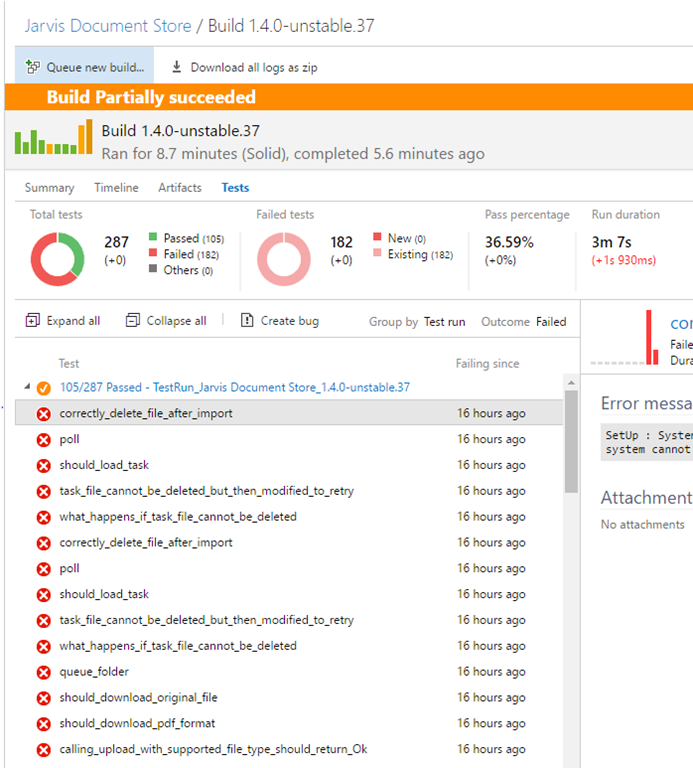 Jarvis Document Store / Build 1.4.0-unstable.37
Queue new build... Download all logs as zip
Build Partially succeeded
Build 1.4.0-unstable.37
Ran for 8.7 minutes (Solid), completed 5.6 minutes ago
Summary Timeline Artifacts Tests
Total tests Failed tests Pass percentage Run duration
287 (+0) Passed (105) Failed (182) Others (0) 182 (+0) New (0) Existing (182) 36.59% (+0%) 3m 7s (+1s 930ms)
Expand all Collapse all Create bug Group by Test run Outcome Failed
Test Failing since
105/287 Passed - TestRun_Jarvis Document Store_1.4.0-unstable.37
correctly_delete_file_after_import 16 hours ago
poll 16 hours ago
should_load_task 16 hours ago
task_file_cannot_be_deleted_but_then_modified_to_retry 16 hours ago
what_happens_if_task_file_cannot_be_deleted 16 hours ago
correctly_delete_file_after_import 16 hours ago
poll 16 hours ago
should_load_task 16 hours ago
task_file_cannot_be_deleted_but_then_modified_to_retry 16 hours ago
what_happens_if_task_file_cannot_be_deleted 16 hours ago
queue_folder 16 hours ago
should_download_original_file 16 hours ago
should_download_pdf_format 16 hours ago
calling_upload_with_supported_file_type_should_return_Ok 16 hours ago
cor
Faile
Dura
Error messa
SetUp : System
system cannot
Attachment
No attachments